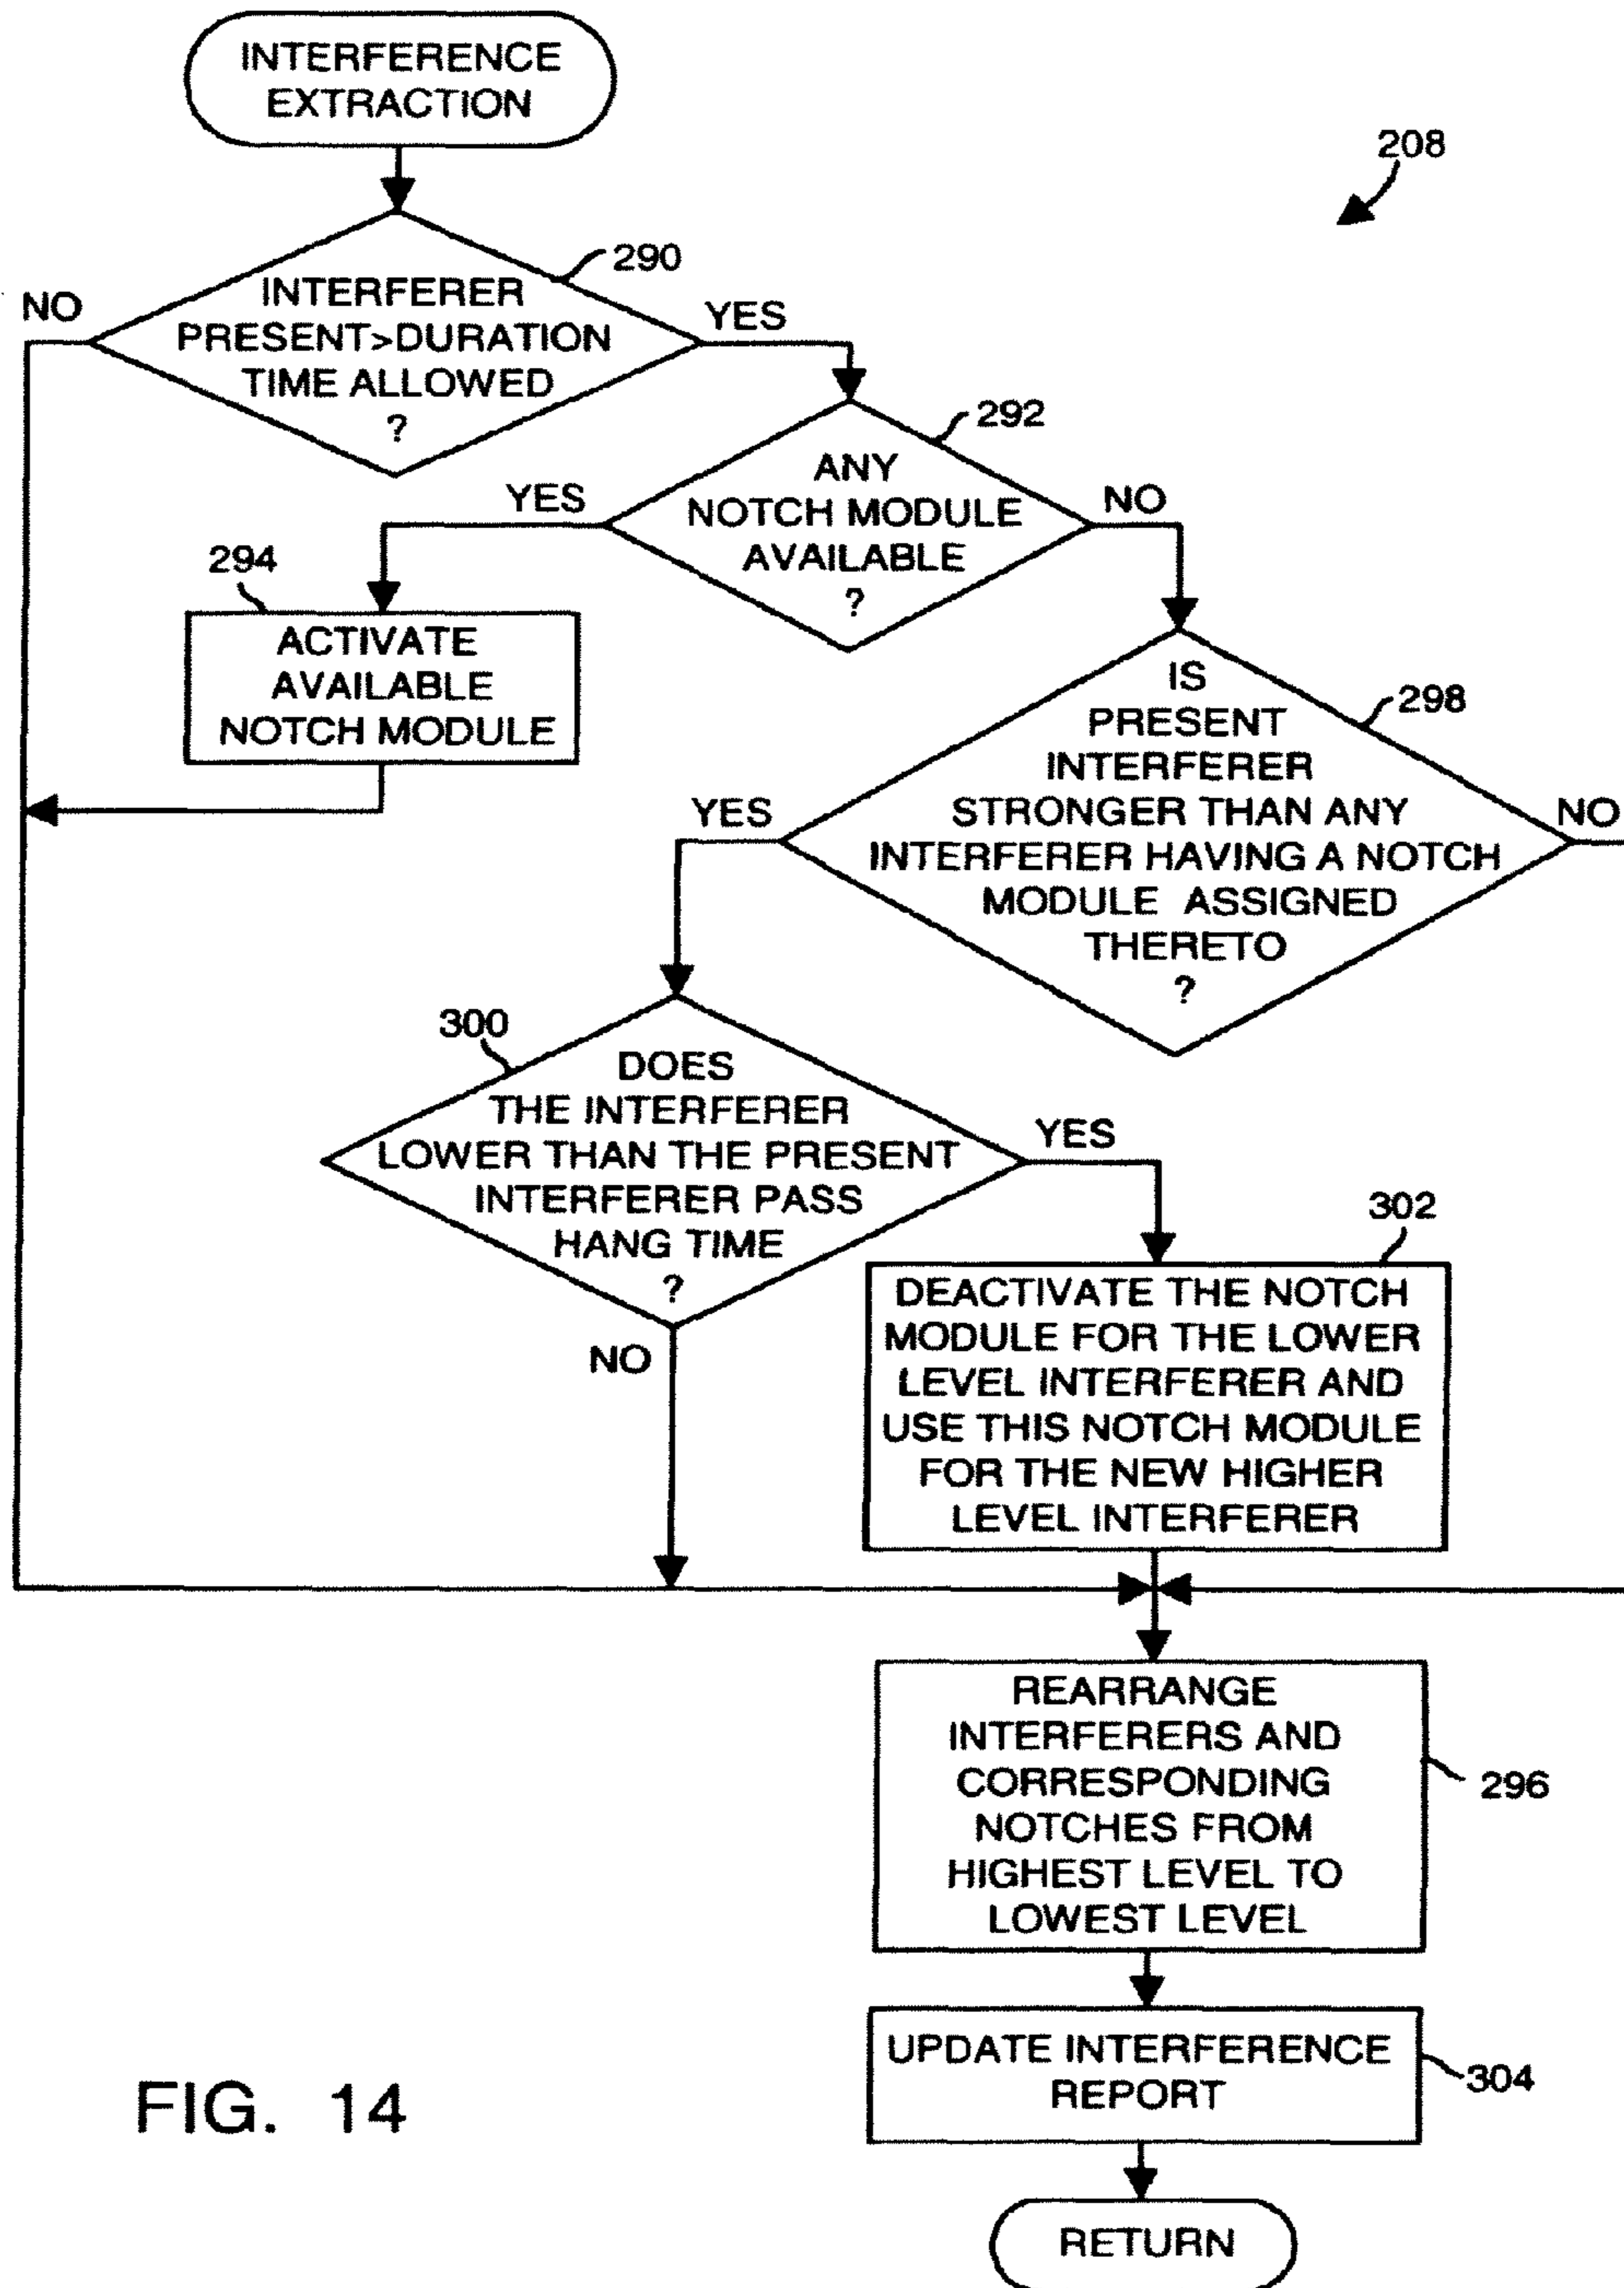 INTERFERENCE
EXTRACTION
208
290
NO
INTERFERER
PRESENT>DURATION
TIME ALLOWED
?
YES
292
ANY
NOTCH MODULE
AVAILABLE
?
YES
NO
294
ACTIVATE
AVAILABLE
NOTCH MODULE
298
IS
PRESENT
INTERFERER
STRONGER THAN ANY
INTERFERER HAVING A NOTCH
MODULE ASSIGNED
THERETO
?
YES
NO
300
DOES
THE INTERFERER
LOWER THAN THE PRESENT
INTERFERER PASS
HANG TIME
?
YES
NO
302
DEACTIVATE THE NOTCH
MODULE FOR THE LOWER
LEVEL INTERFERER AND
USE THIS NOTCH MODULE
FOR THE NEW HIGHER
LEVEL INTERFERER
REARRANGE
INTERFERERS AND
CORRESPONDING
NOTCHES FROM
HIGHEST LEVEL TO
LOWEST LEVEL
296
UPDATE INTERFERENCE
REPORT
304
RETURN
FIG. 14